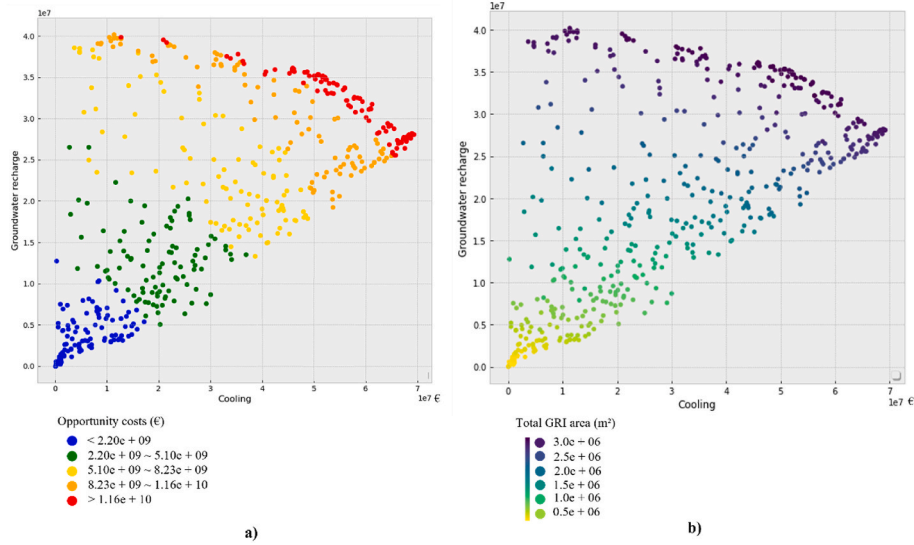 1e7
4.0
3.5
3.0
2.5
2.0
1.5
1.0
0.5
0.0
Groundwater recharge
0 1 2 3 4 5 6 7
Cooling
1e7 €
Opportunity costs (€)
< 2.20e + 09
2.20e + 09 ~ 5.10e + 09
5.10e + 09 ~ 8.23e + 09
8.23e + 09 ~ 1.16e + 10
> 1.16e + 10
a)
1e7
4.0
3.5
3.0
2.5
2.0
1.5
1.0
0.5
0.0
Groundwater recharge
0 1 2 3 4 5 6 7
Cooling
1e7 €
Total GRI area (m²)
3.0e + 06
2.5e + 06
2.0e + 06
1.5e + 06
1.0e + 06
0.5e + 06
b)